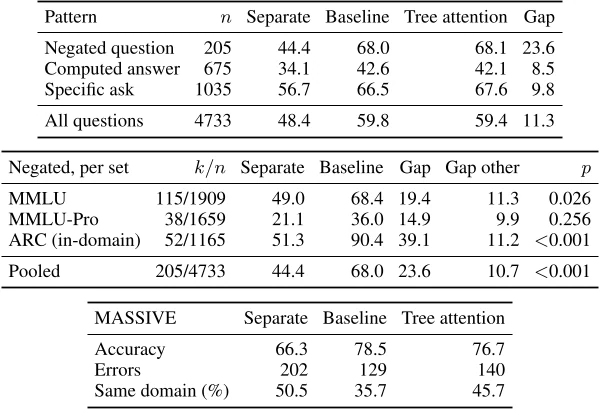 Pattern n Separate Baseline Tree attention Gap
Negated question 205 44.4 68.0 68.1 23.6
Computed answer 675 34.1 42.6 42.1 8.5
Specific ask 1035 56.7 66.5 67.6 9.8
All questions 4733 48.4 59.8 59.4 11.3
Negated, per set k/n Separate Baseline Gap Gap other p
MMLU 115/1909 49.0 68.4 19.4 11.3 0.026
MMLU-Pro 38/1659 21.1 36.0 14.9 9.9 0.256
ARC (in-domain) 52/1165 51.3 90.4 39.1 11.2 <0.001
Pooled 205/4733 44.4 68.0 23.6 10.7 <0.001
MASSIVE Separate Baseline Tree attention
Accuracy 66.3 78.5 76.7
Errors 202 129 140
Same domain (%) 50.5 35.7 45.7